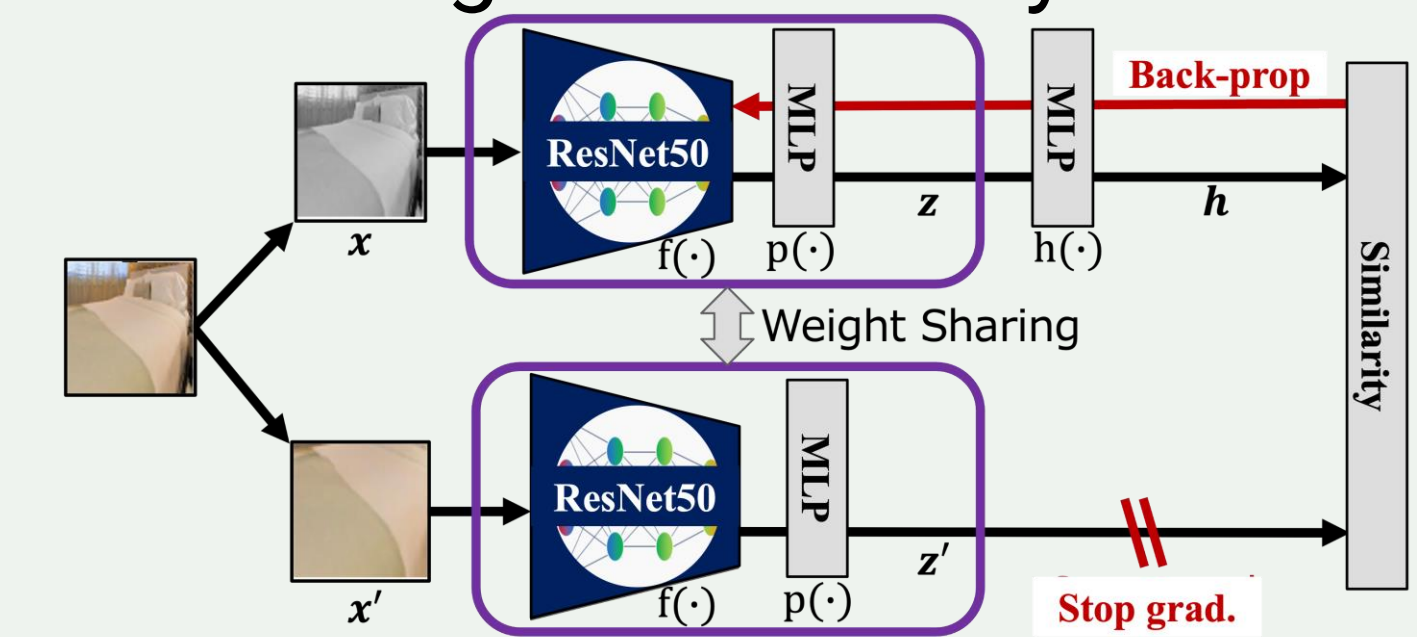 Back-prop
ResNet50
MLP
MLP
z
h
x
f(·)
p(·)
h(·)
Similarity
Weight Sharing
ResNet50
MLP
z′
x′
f(·)
p(·)
Stop grad.